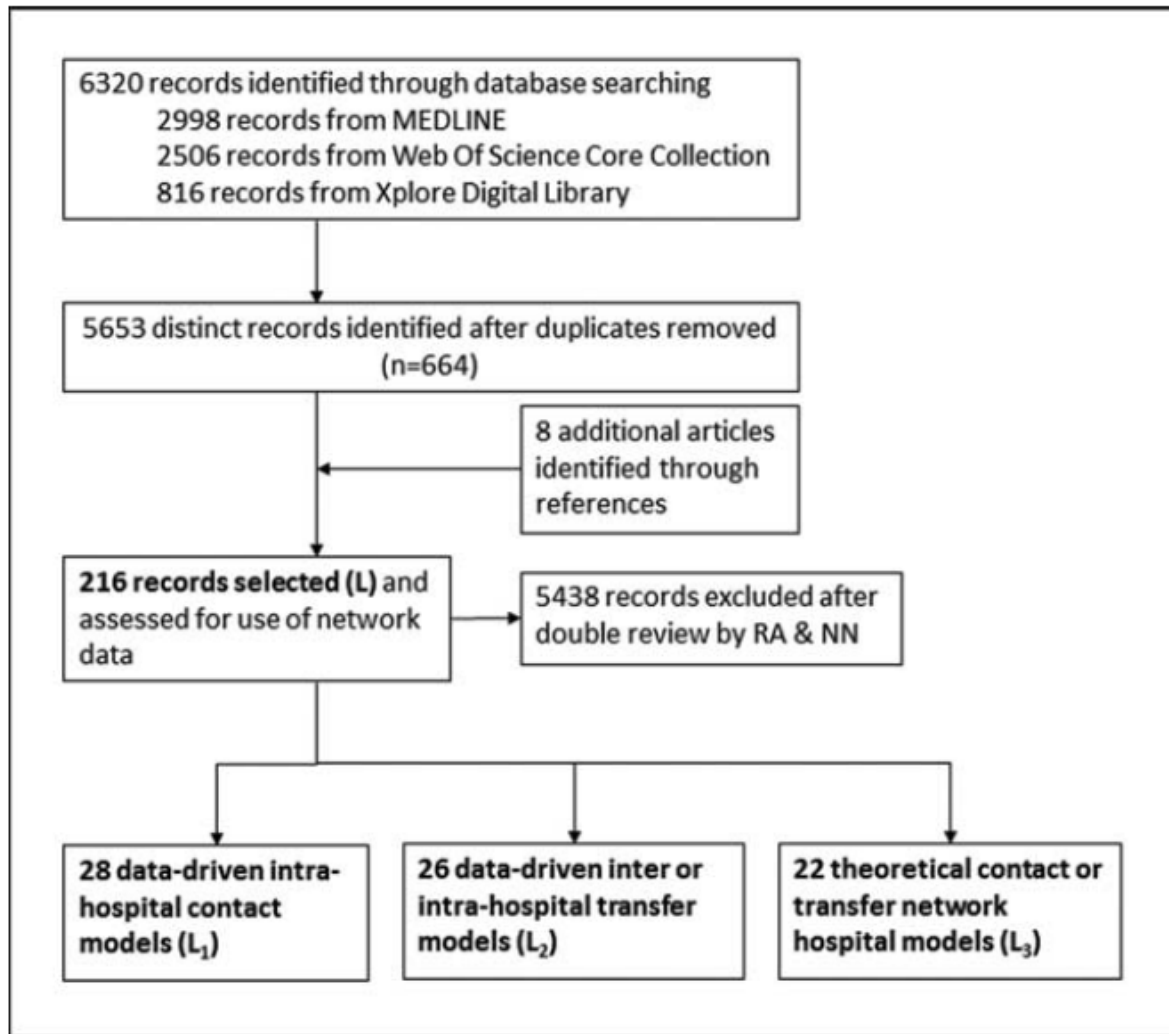 6320 records identified through database searching
2998 records from MEDLINE
2506 records from Web Of Science Core Collection
816 records from Xplore Digital Library
5653 distinct records identified after duplicates removed
(n=664)
8 additional articles
identified through
references
216 records selected (L) and
assessed for use of network
data
5438 records excluded after
double review by RA & NN
28 data-driven intra-
hospital contact
models (L₁)
26 data-driven inter or
intra-hospital transfer
models (L₂)
22 theoretical contact or
transfer network
hospital models (L₃)